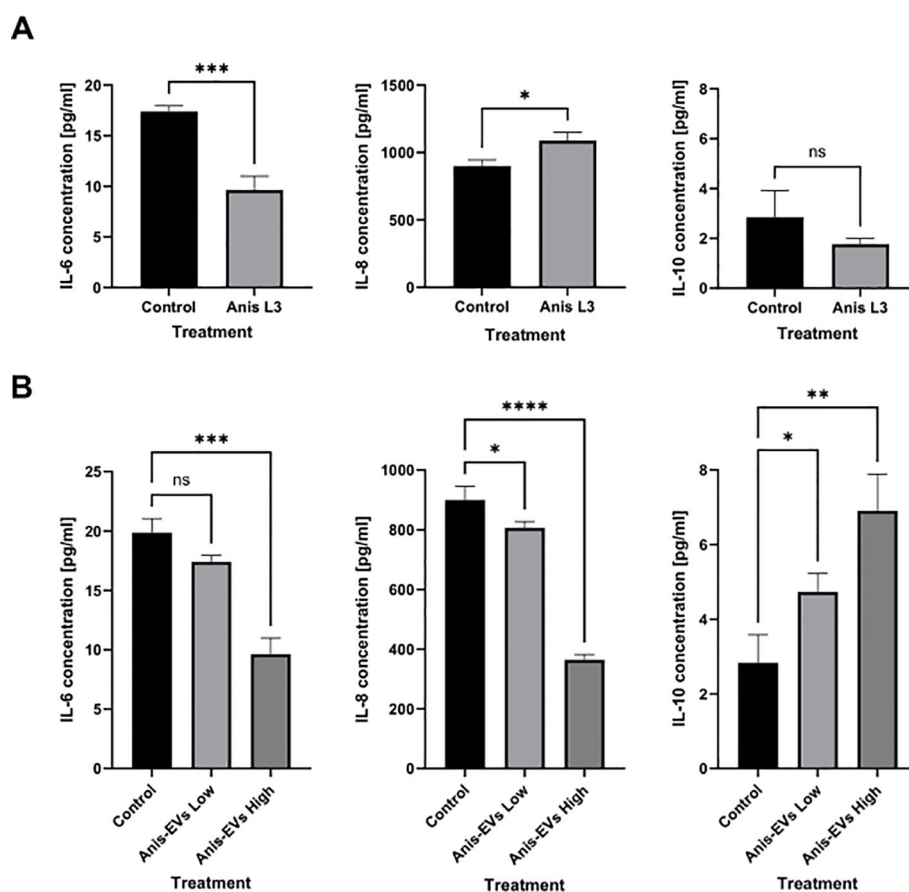 A
IL-6 concentration [pg/ml]
20
15
10
5
0
***
Control
Anis L3
Treatment
IL-8 concentration [pg/ml]
1500
1000
500
0
*
Control
Anis L3
Treatment
IL-10 concentration [pg/ml]
8
6
4
2
0
ns
Control
Anis L3
Treatment
B
IL-6 concentration [pg/ml]
25
20
15
10
5
0
***
ns
Control
Anis-EVs Low
Anis-EVs High
Treatment
IL-8 concentration [pg/ml]
1000
800
600
400
200
0
****
*
Control
Anis-EVs Low
Anis-EVs High
Treatment
IL-10 concentration [pg/ml]
8
6
4
2
0
**
*
Control
Anis-EVs Low
Anis-EVs High
Treatment